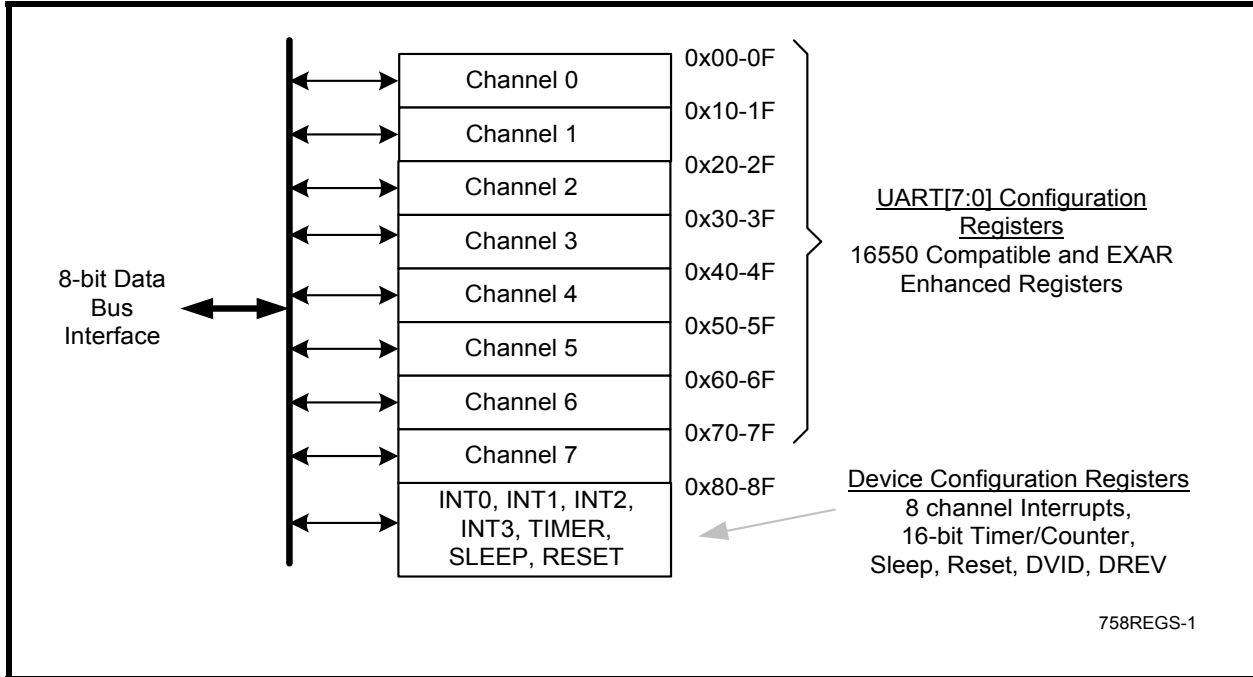 8-bit Data
Bus
Interface
Channel 0
Channel 1
Channel 2
Channel 3
Channel 4
Channel 5
Channel 6
Channel 7
INT0, INT1, INT2,
INT3, TIMER,
SLEEP, RESET
0x00-0F
0x10-1F
0x20-2F
0x30-3F
0x40-4F
0x50-5F
0x60-6F
0x70-7F
0x80-8F
UART[7:0] Configuration
Registers
16550 Compatible and EXAR
Enhanced Registers
Device Configuration Registers
8 channel Interrupts,
16-bit Timer/Counter,
Sleep, Reset, DVID, DREV
758REGS-1